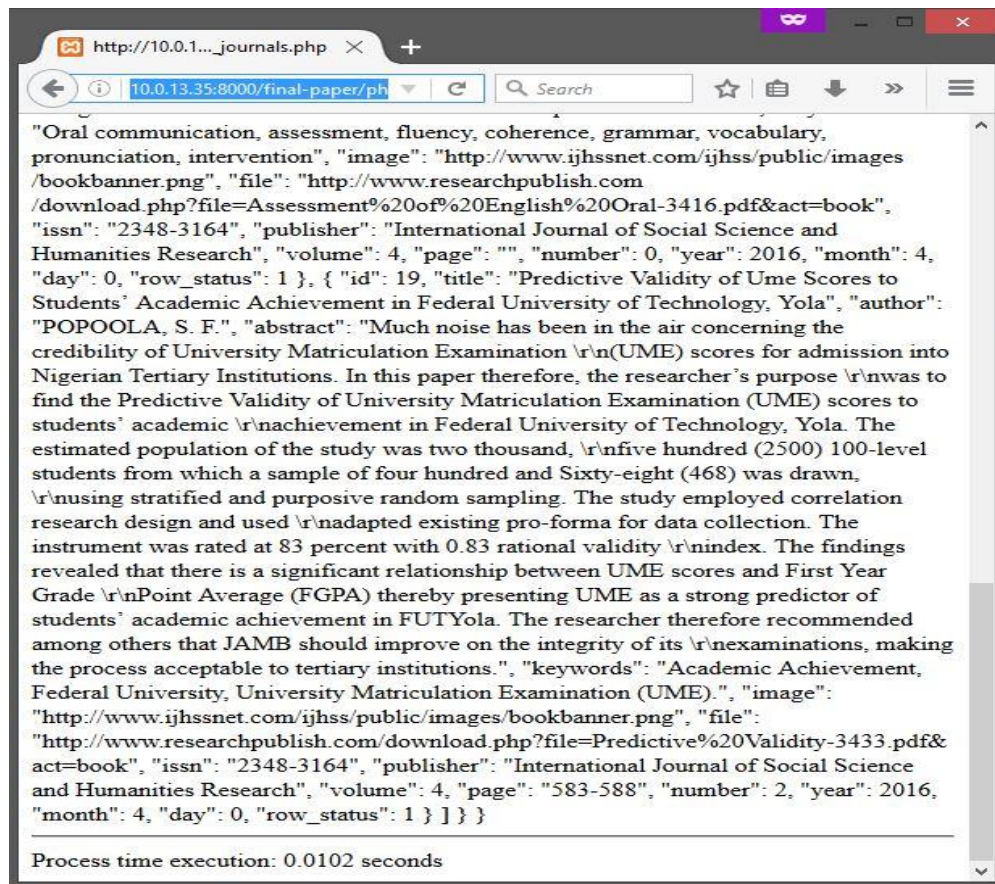 http://10.0.1..._journals.php
10.0.13.35:8000/final-paper/ph
Search
"Oral communication, assessment, fluency, coherence, grammar, vocabulary,
pronunciation, intervention", "image": "http://www.ijhssnet.com/ijhss/public/images
/bookbanner.png", "file": "http://www.researchpublish.com
/download.php?file=Assessment%20of%20English%20Oral-3416.pdf&act=book",
"issn": "2348-3164", "publisher": "International Journal of Social Science and
Humanities Research", "volume": 4, "page": "", "number": 0, "year": 2016, "month": 4,
"day": 0, "row_status": 1 }, { "id": 19, "title": "Predictive Validity of Ume Scores to
Students’ Academic Achievement in Federal University of Technology, Yola", "author":
"POPOOLA, S. F.", "abstract": "Much noise has been in the air concerning the
credibility of University Matriculation Examination \r\n(UME) scores for admission into
Nigerian Tertiary Institutions. In this paper therefore, the researcher’s purpose \r\nwas to
find the Predictive Validity of University Matriculation Examination (UME) scores to
students’ academic \r\nachievement in Federal University of Technology, Yola. The
estimated population of the study was two thousand, \r\nfive hundred (2500) 100-level
students from which a sample of four hundred and Sixty-eight (468) was drawn,
\r\nusing stratified and purposive random sampling. The study employed correlation
research design and used \r\nadapted existing pro-forma for data collection. The
instrument was rated at 83 percent with 0.83 rational validity \r\nindex. The findings
revealed that there is a significant relationship between UME scores and First Year
Grade \r\nPoint Average (FGPA) thereby presenting UME as a strong predictor of
students’ academic achievement in FUTYola. The researcher therefore recommended
among others that JAMB should improve on the integrity of its \r\nexaminations, making
the process acceptable to tertiary institutions.", "keywords": "Academic Achievement,
Federal University, University Matriculation Examination (UME).", "image":
"http://www.ijhssnet.com/ijhss/public/images/bookbanner.png", "file":
"http://www.researchpublish.com/download.php?file=Predictive%20Validity-3433.pdf&
act=book", "issn": "2348-3164", "publisher": "International Journal of Social Science
and Humanities Research", "volume": 4, "page": "583-588", "number": 2, "year": 2016,
"month": 4, "day": 0, "row_status": 1 } ] } }
Process time execution: 0.0102 seconds